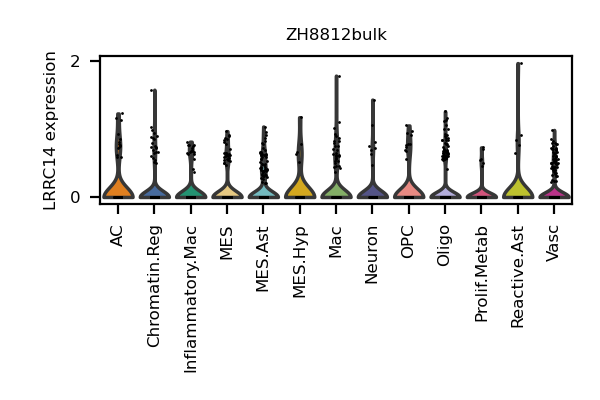 ZH8812bulk
LRRC14 expression
2
0
AC
Chromatin.Reg
Inflammatory.Mac
MES
MES.Ast
MES.Hyp
Mac
Neuron
OPC
Oligo
Prolif.Metab
Reactive.Ast
Vasc